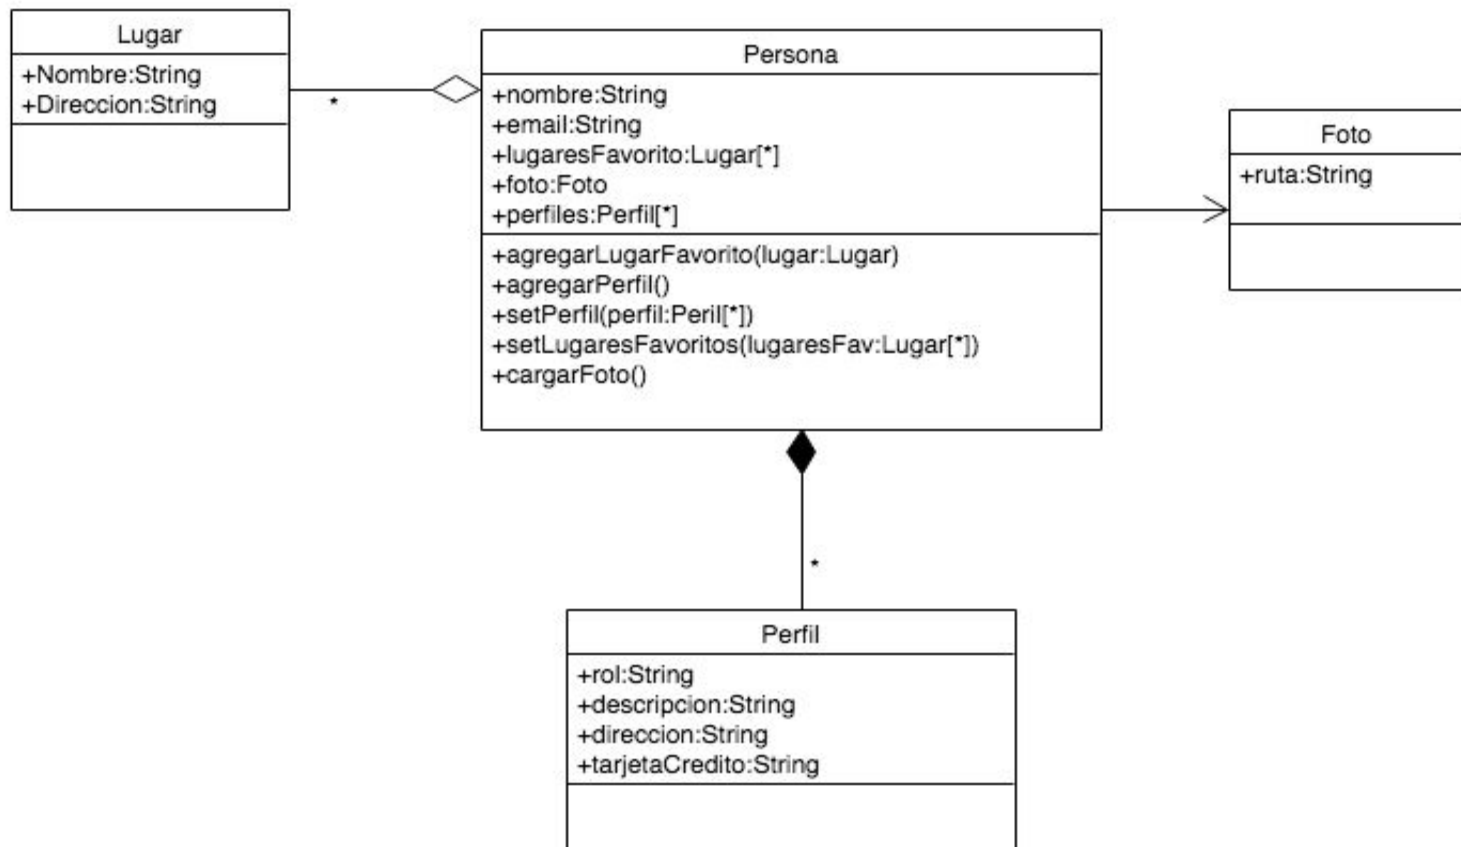 Lugar
+Nombre:String
+Direccion:String
*
Persona
+nombre:String
+email:String
+lugaresFavorito:Lugar[*]
+foto:Foto
+perfiles:Perfil[*]
+agregarLugarFavorito(lugar:Lugar)
+agregarPerfil()
+setPerfil(perfil:Peril[*])
+setLugaresFavoritos(lugaresFav:Lugar[*])
+cargarFoto()
Foto
+ruta:String
*
Perfil
+rol:String
+descripcion:String
+direccion:String
+tarjetaCredito:String